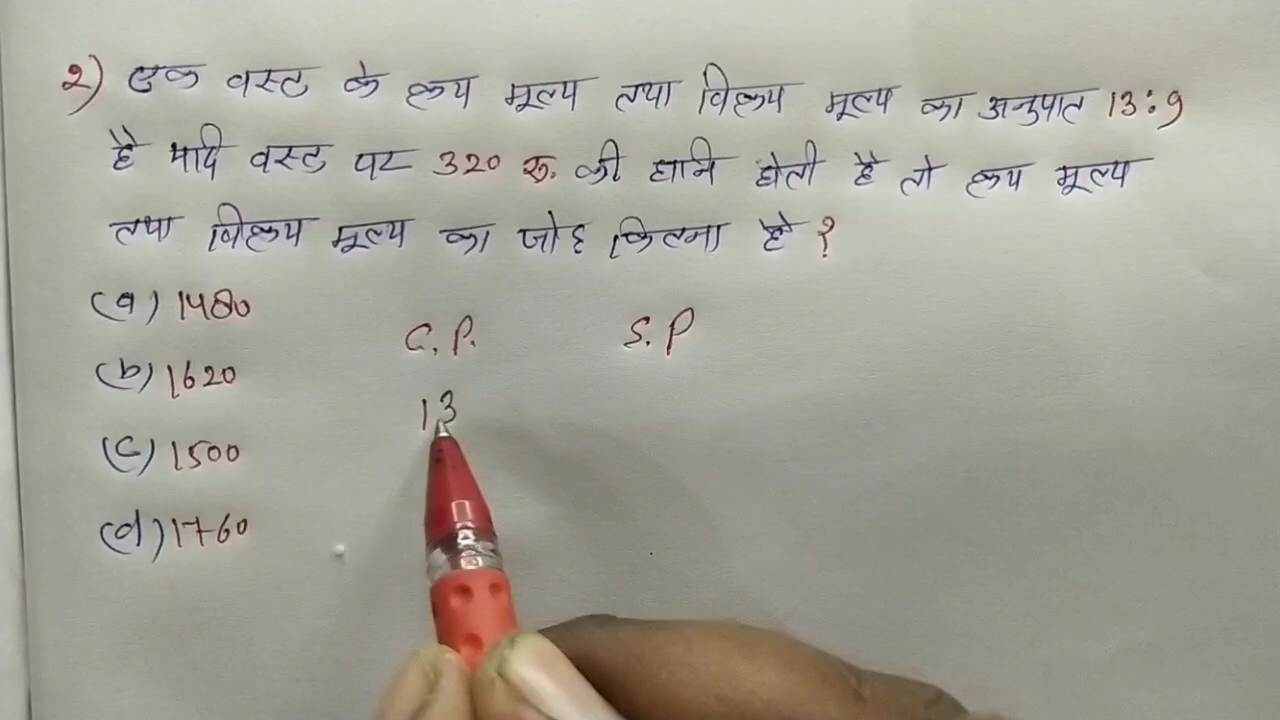 २) एक वस्तु के क्रय मूल्य तथा विक्रय मूल्य का अनुपात 13:9
है यदि वस्तु पर 320 रु. की हानि होती है तो क्रय मूल्य
तथा विक्रय मूल्य का जोड़ कितना है ?
(a) 1480
(b) 1620
(c) 1500
(d) 1760
C.P. S.P
13